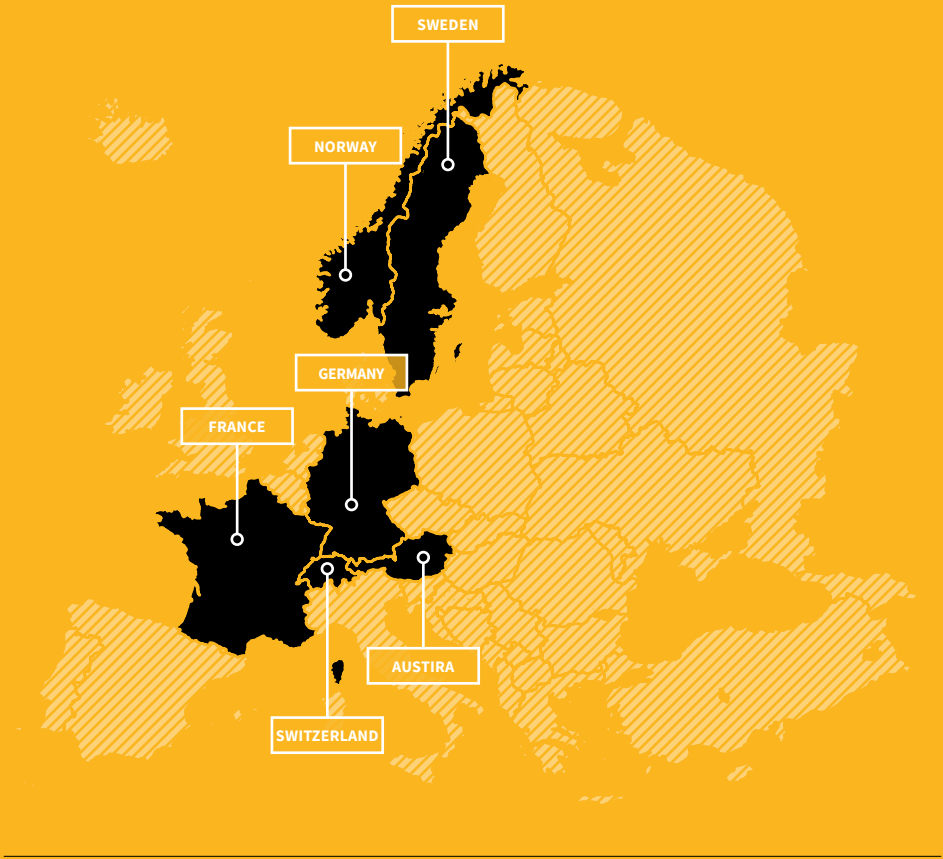 SWEDEN
NORWAY
GERMANY
FRANCE
AUSTIRA
SWITZERLAND